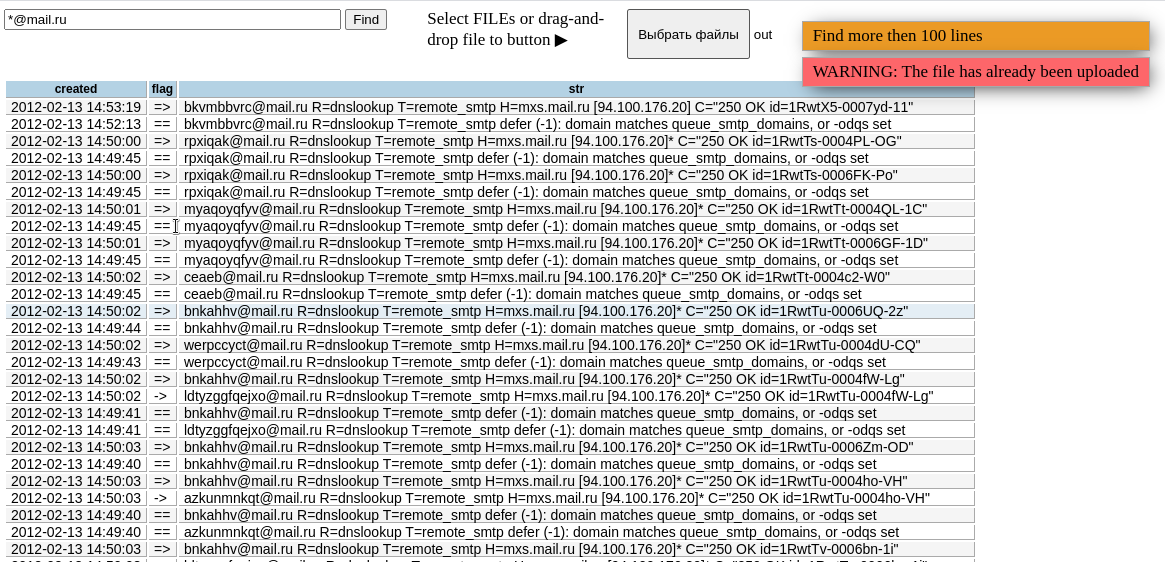 *@mail.ru Find
Select FILEs or drag-and-
drop file to button ▶
Выбрать файлы out
Find more then 100 lines
WARNING: The file has already been uploaded
created flag str
2012-02-13 14:53:19 => bkvmbbvrc@mail.ru R=dnslookup T=remote_smtp H=mxs.mail.ru [94.100.176.20] C="250 OK id=1RwtX5-0007yd-11"
2012-02-13 14:52:13 == bkvmbbvrc@mail.ru R=dnslookup T=remote_smtp defer (-1): domain matches queue_smtp_domains, or -odqs set
2012-02-13 14:50:00 => rpxiqak@mail.ru R=dnslookup T=remote_smtp H=mxs.mail.ru [94.100.176.20]* C="250 OK id=1RwtTs-0004PL-OG"
2012-02-13 14:49:45 == rpxiqak@mail.ru R=dnslookup T=remote_smtp defer (-1): domain matches queue_smtp_domains, or -odqs set
2012-02-13 14:50:00 => rpxiqak@mail.ru R=dnslookup T=remote_smtp H=mxs.mail.ru [94.100.176.20]* C="250 OK id=1RwtTs-0006FK-Po"
2012-02-13 14:49:45 == rpxiqak@mail.ru R=dnslookup T=remote_smtp defer (-1): domain matches queue_smtp_domains, or -odqs set
2012-02-13 14:50:01 => myaqoyqfyv@mail.ru R=dnslookup T=remote_smtp H=mxs.mail.ru [94.100.176.20]* C="250 OK id=1RwtTt-0004QL-1C"
2012-02-13 14:49:45 == myaqoyqfyv@mail.ru R=dnslookup T=remote_smtp defer (-1): domain matches queue_smtp_domains, or -odqs set
2012-02-13 14:50:01 => myaqoyqfyv@mail.ru R=dnslookup T=remote_smtp H=mxs.mail.ru [94.100.176.20]* C="250 OK id=1RwtTt-0006GF-1D"
2012-02-13 14:49:45 == myaqoyqfyv@mail.ru R=dnslookup T=remote_smtp defer (-1): domain matches queue_smtp_domains, or -odqs set
2012-02-13 14:50:02 => ceaeb@mail.ru R=dnslookup T=remote_smtp H=mxs.mail.ru [94.100.176.20]* C="250 OK id=1RwtTt-0004c2-W0"
2012-02-13 14:49:45 == ceaeb@mail.ru R=dnslookup T=remote_smtp defer (-1): domain matches queue_smtp_domains, or -odqs set
2012-02-13 14:50:02 => bnkahhv@mail.ru R=dnslookup T=remote_smtp H=mxs.mail.ru [94.100.176.20]* C="250 OK id=1RwtTu-0006UQ-2z"
2012-02-13 14:49:44 == bnkahhv@mail.ru R=dnslookup T=remote_smtp defer (-1): domain matches queue_smtp_domains, or -odqs set
2012-02-13 14:50:02 => werpccyct@mail.ru R=dnslookup T=remote_smtp H=mxs.mail.ru [94.100.176.20]* C="250 OK id=1RwtTu-0004dU-CQ"
2012-02-13 14:49:43 == werpccyct@mail.ru R=dnslookup T=remote_smtp defer (-1): domain matches queue_smtp_domains, or -odqs set
2012-02-13 14:50:02 => bnkahhv@mail.ru R=dnslookup T=remote_smtp H=mxs.mail.ru [94.100.176.20]* C="250 OK id=1RwtTu-0004fW-Lg"
2012-02-13 14:50:02 -> ldtyzggfqejxo@mail.ru R=dnslookup T=remote_smtp H=mxs.mail.ru [94.100.176.20]* C="250 OK id=1RwtTu-0004fW-Lg"
2012-02-13 14:49:41 == bnkahhv@mail.ru R=dnslookup T=remote_smtp defer (-1): domain matches queue_smtp_domains, or -odqs set
2012-02-13 14:49:41 == ldtyzggfqejxo@mail.ru R=dnslookup T=remote_smtp defer (-1): domain matches queue_smtp_domains, or -odqs set
2012-02-13 14:50:03 => bnkahhv@mail.ru R=dnslookup T=remote_smtp H=mxs.mail.ru [94.100.176.20]* C="250 OK id=1RwtTu-0006Zm-OD"
2012-02-13 14:49:40 == bnkahhv@mail.ru R=dnslookup T=remote_smtp defer (-1): domain matches queue_smtp_domains, or -odqs set
2012-02-13 14:50:03 => bnkahhv@mail.ru R=dnslookup T=remote_smtp H=mxs.mail.ru [94.100.176.20]* C="250 OK id=1RwtTu-0004ho-VH"
2012-02-13 14:50:03 -> azkunmnkqt@mail.ru R=dnslookup T=remote_smtp H=mxs.mail.ru [94.100.176.20]* C="250 OK id=1RwtTu-0004ho-VH"
2012-02-13 14:49:40 == bnkahhv@mail.ru R=dnslookup T=remote_smtp defer (-1): domain matches queue_smtp_domains, or -odqs set
2012-02-13 14:49:40 == azkunmnkqt@mail.ru R=dnslookup T=remote_smtp defer (-1): domain matches queue_smtp_domains, or -odqs set
2012-02-13 14:50:03 => bnkahhv@mail.ru R=dnslookup T=remote_smtp H=mxs.mail.ru [94.100.176.20]* C="250 OK id=1RwtTv-0006bn-1i"